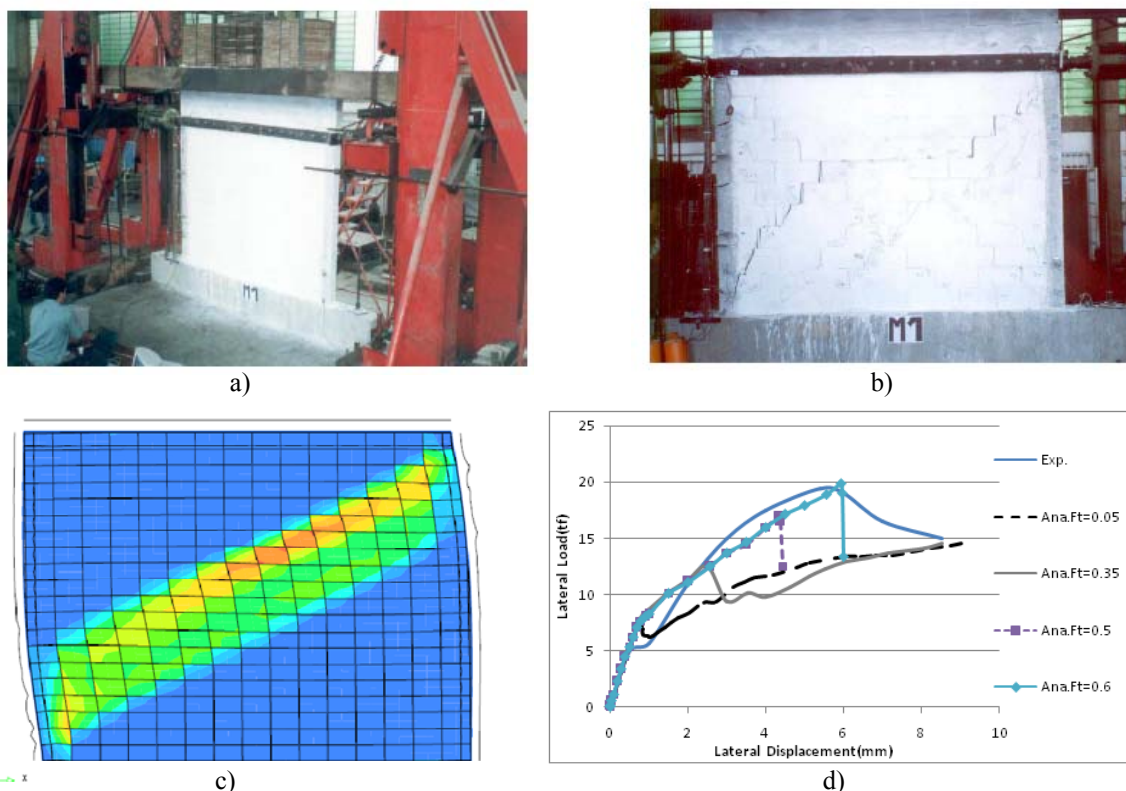 M1
M1
a)
b)
25
20
15
10
5
0
0 2 4 6 8 10
Lateral Load(tf)
Lateral Displacement(mm)
Exp.
Ana.Ft=0.05
Ana.Ft=0.35
Ana.Ft=0.5
Ana.Ft=0.6
x
c)
d)